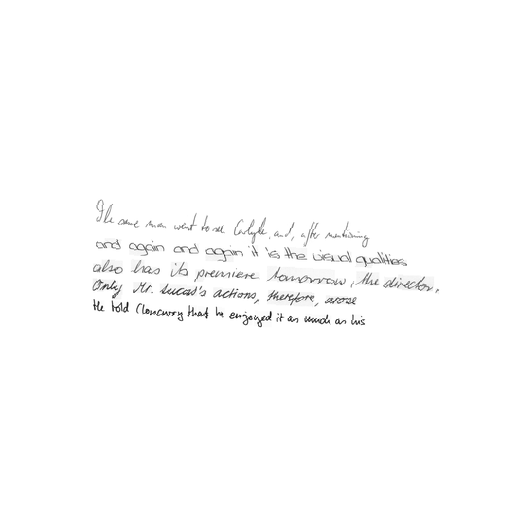 The same man went to see Carlyle, and, after mentioning
and again and again it is the visual qualities
also has its premiere tomorrow, the director,
Only Mr. Lucas's actions, therefore, arose
He told Cloncurry that he enjoyed it as much as his